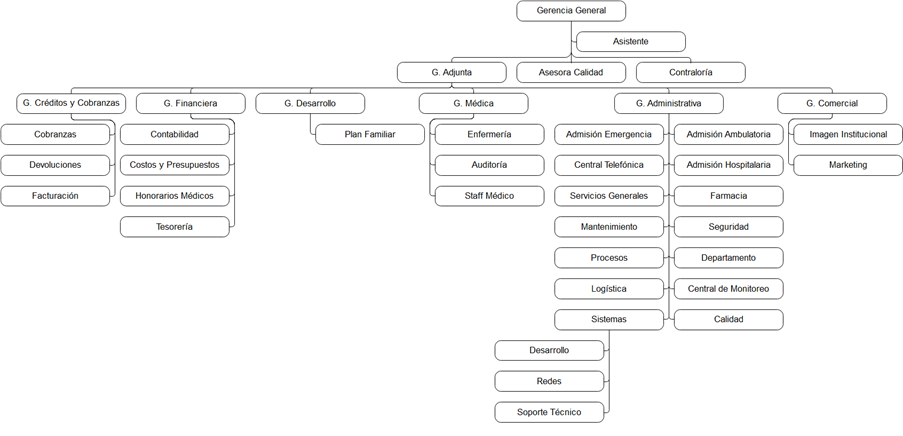 Gerencia General
Asistente
G. Adjunta
Asesora Calidad
Contraloría
G. Créditos y Cobranzas
G. Financiera
G. Desarrollo
G. Médica
G. Administrativa
G. Comercial
Cobranzas
Contabilidad
Plan Familiar
Enfermería
Admisión Emergencia
Admisión Ambulatoria
Imagen Institucional
Devoluciones
Costos y Presupuestos
Auditoría
Central Telefónica
Admisión Hospitalaria
Marketing
Facturación
Honorarios Médicos
Staff Médico
Servicios Generales
Farmacia
Tesorería
Mantenimiento
Seguridad
Procesos
Departamento
Logística
Central de Monitoreo
Sistemas
Calidad
Desarrollo
Redes
Soporte Técnico